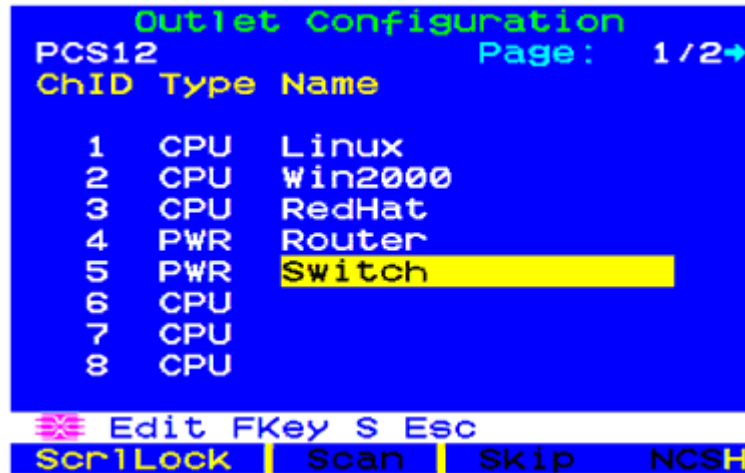 Outlet Configuration
PCS12 Page: 1/2→
ChID Type Name
1 CPU Linux
2 CPU Win2000
3 CPU RedHat
4 PWR Router
5 PWR Switch
6 CPU
7 CPU
8 CPU
Edit FKey S Esc
ScrlLock Scan Skip NCSH